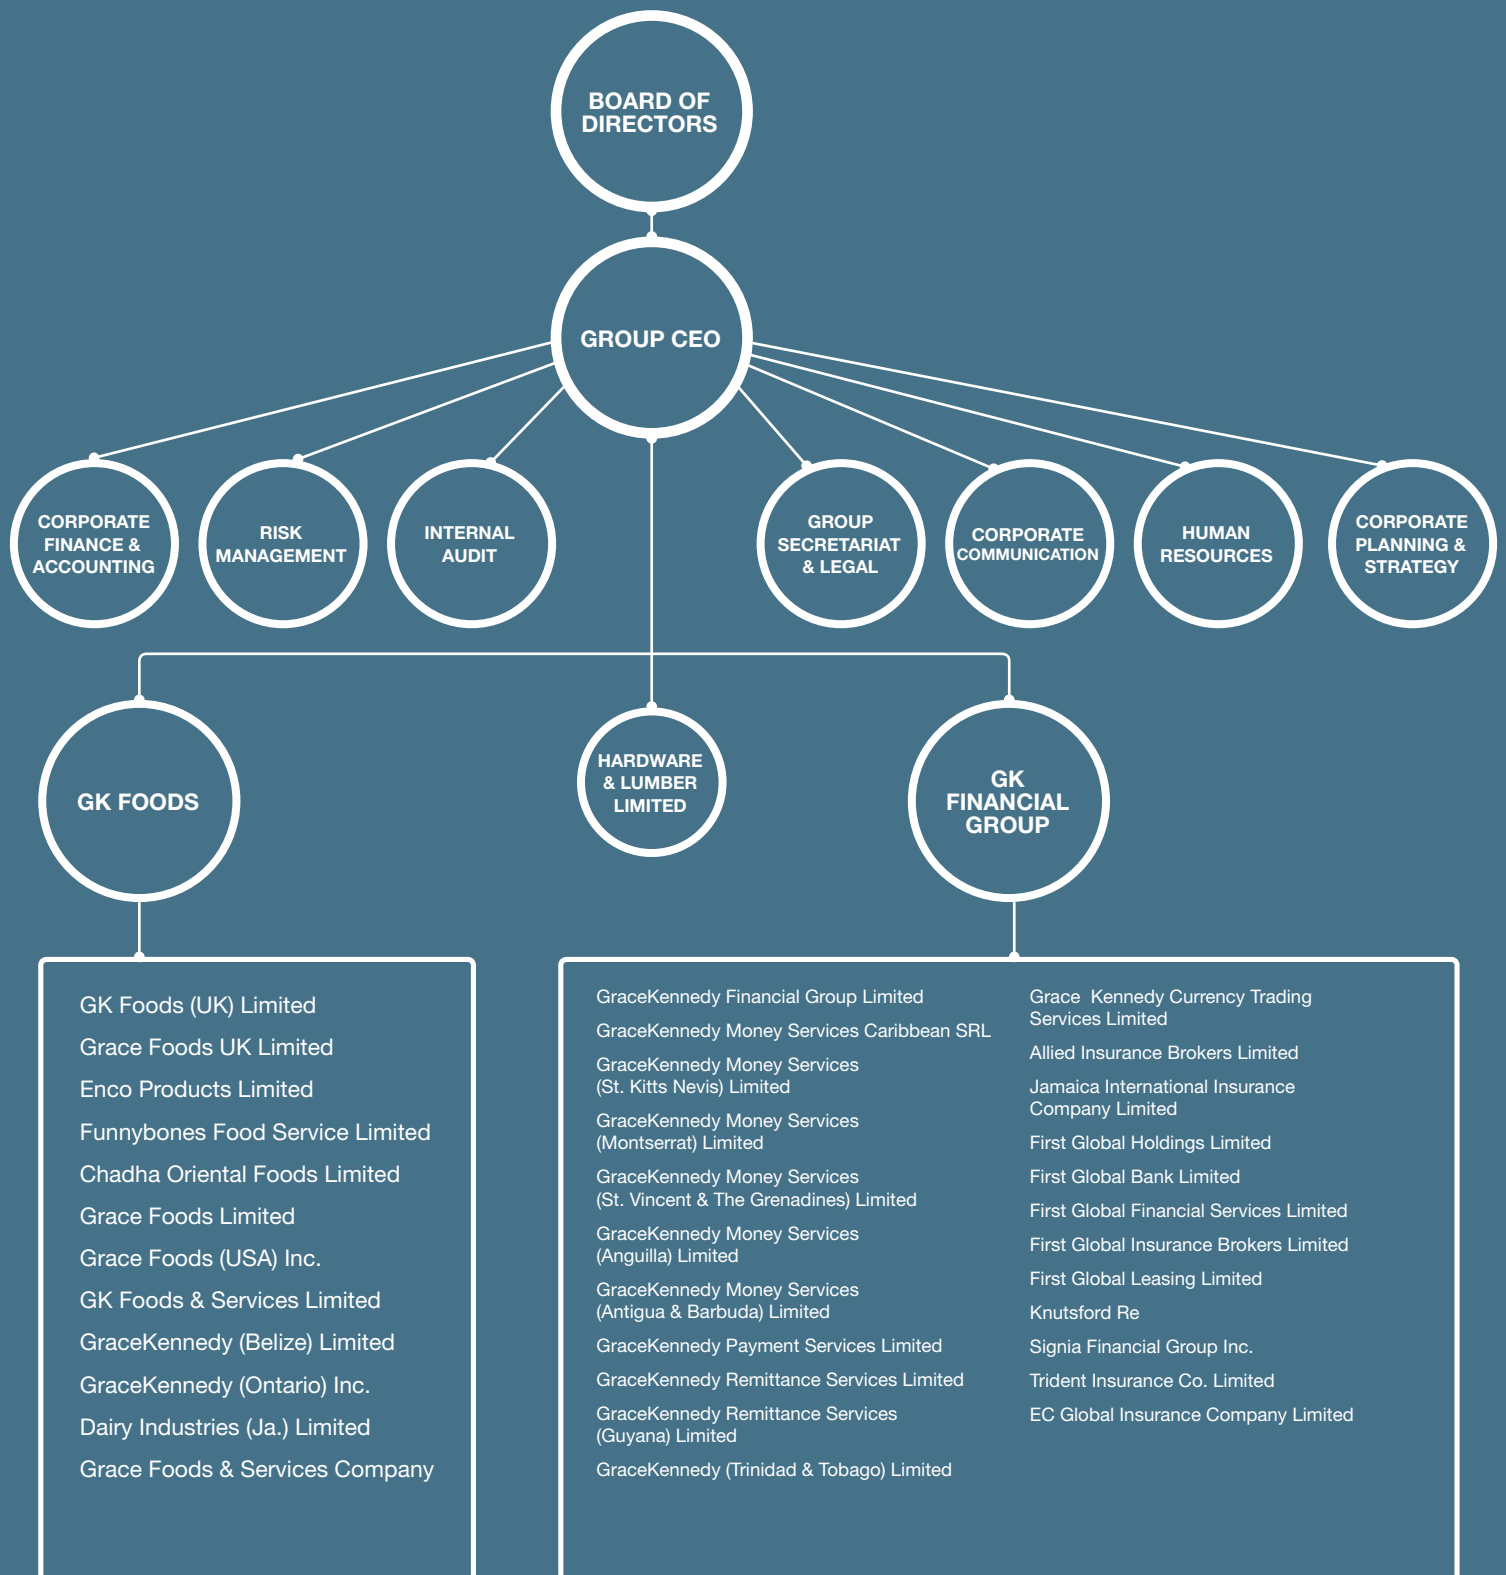 BOARD OF
DIRECTORS
GROUP CEO
CORPORATE
FINANCE &
ACCOUNTING
RISK
MANAGEMENT
INTERNAL
AUDIT
GROUP
SECRETARIAT
& LEGAL
CORPORATE
COMMUNICATION
HUMAN
RESOURCES
CORPORATE
PLANNING &
STRATEGY
GK FOODS
HARDWARE
& LUMBER
LIMITED
GK
FINANCIAL
GROUP
GK Foods (UK) Limited
Grace Foods UK Limited
Enco Products Limited
Funnybones Food Service Limited
Chadha Oriental Foods Limited
Grace Foods Limited
Grace Foods (USA) Inc.
GK Foods & Services Limited
GraceKennedy (Belize) Limited
GraceKennedy (Ontario) Inc.
Dairy Industries (Ja.) Limited
Grace Foods & Services Company
GraceKennedy Financial Group Limited
GraceKennedy Money Services Caribbean SRL
GraceKennedy Money Services
(St. Kitts Nevis) Limited
GraceKennedy Money Services
(Montserrat) Limited
GraceKennedy Money Services
(St. Vincent & The Grenadines) Limited
GraceKennedy Money Services
(Anguilla) Limited
GraceKennedy Money Services
(Antigua & Barbuda) Limited
GraceKennedy Payment Services Limited
GraceKennedy Remittance Services Limited
GraceKennedy Remittance Services
(Guyana) Limited
GraceKennedy (Trinidad & Tobago) Limited
Grace Kennedy Currency Trading
Services Limited
Allied Insurance Brokers Limited
Jamaica International Insurance
Company Limited
First Global Holdings Limited
First Global Bank Limited
First Global Financial Services Limited
First Global Insurance Brokers Limited
First Global Leasing Limited
Knutsford Re
Signia Financial Group Inc.
Trident Insurance Co. Limited
EC Global Insurance Company Limited